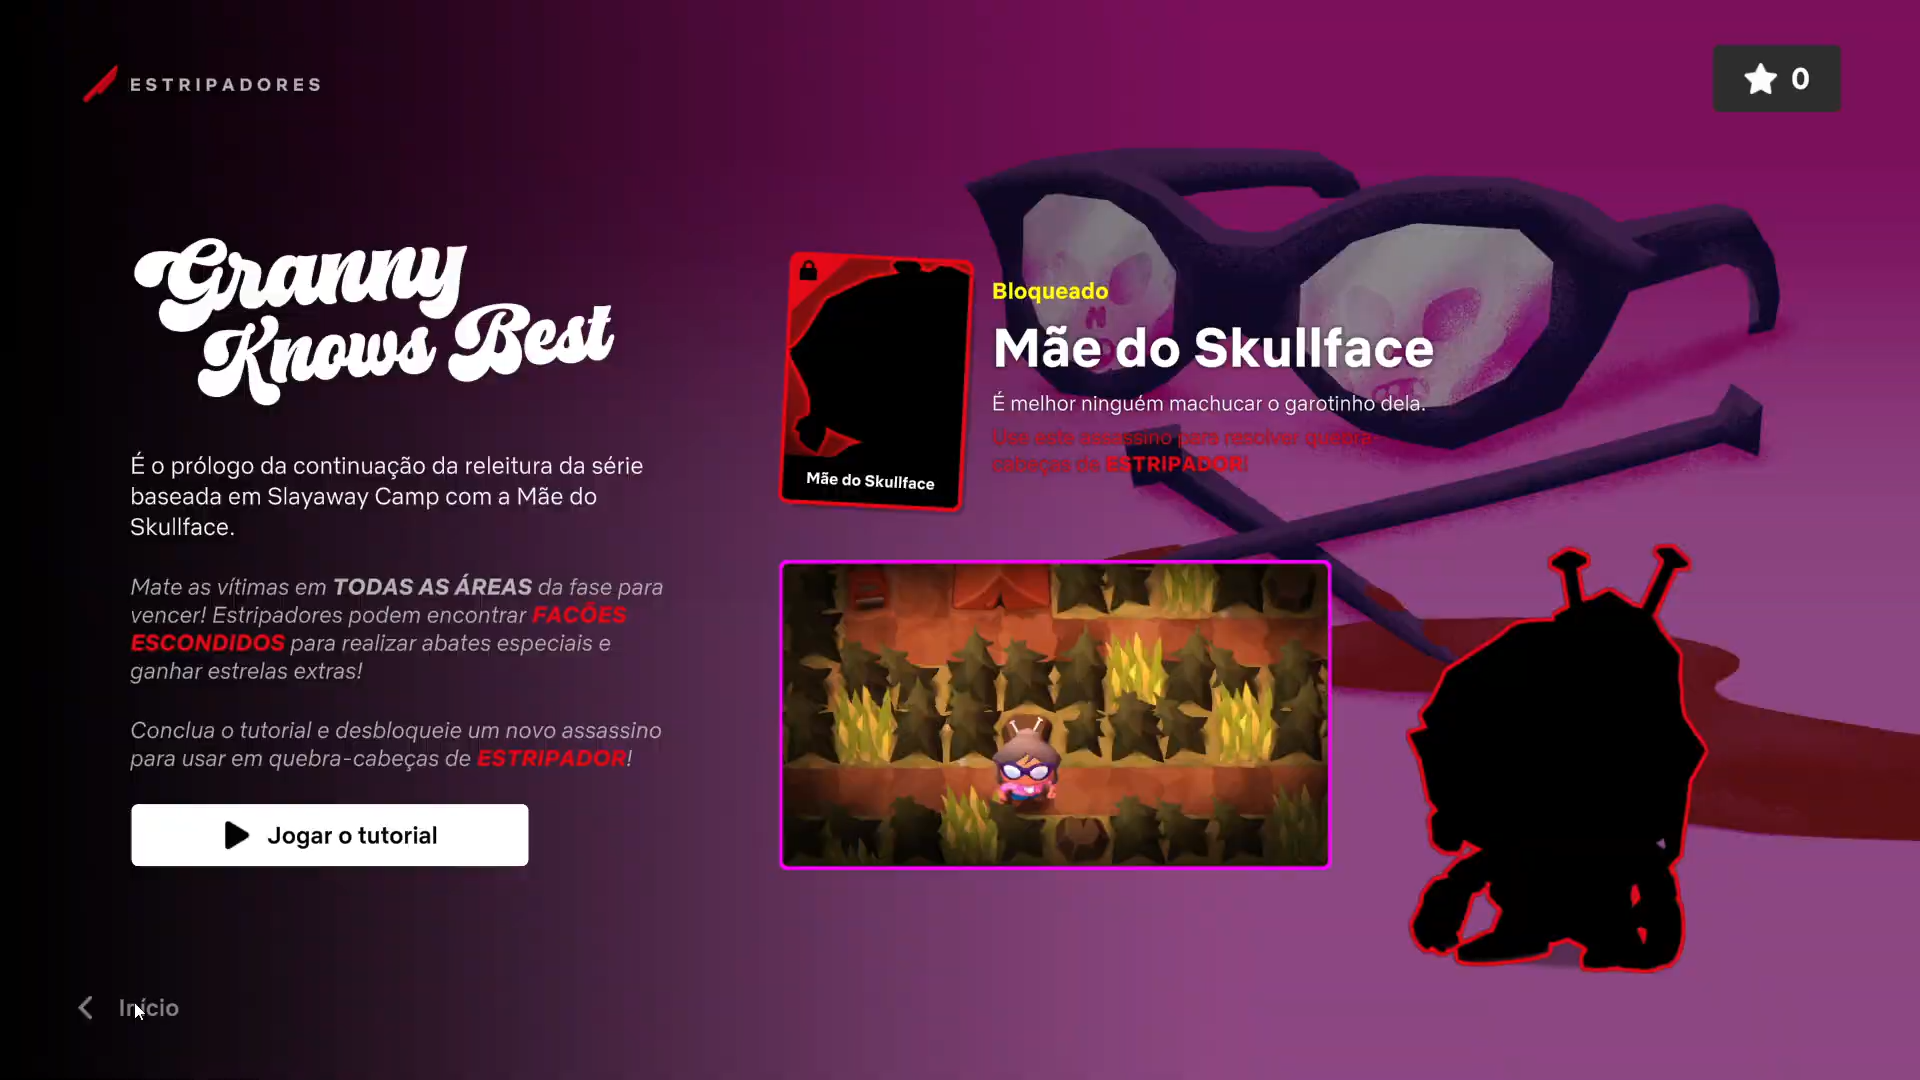 ESTRIPADORES
0
Granny
Knows Best
É o prólogo da continuação da releitura da série
baseada em Slayaway Camp com a Mãe do
Skullface.
Mate as vítimas em TODAS AS ÁREAS da fase para
vencer! Estripadores podem encontrar FACÕES
ESCONDIDOS para realizar abates especiais e
ganhar estrelas extras!
Conclua o tutorial e desbloqueie um novo assassino
para usar em quebra-cabeças de ESTRIPADOR!
Jogar o tutorial
Início
Mãe do Skullface
Bloqueado
Mãe do Skullface
É melhor ninguém machucar o garotinho dela.
Use este assassino para resolver quebra-
cabeças de ESTRIPADOR!